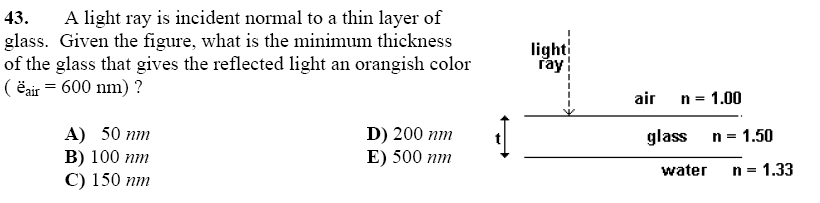 43. A light ray is incident normal to a thin layer of
glass. Given the figure, what is the minimum thickness
of the glass that gives the reflected light an orangish color
( ëair = 600 nm) ?
A) 50 nm
B) 100 nm
C) 150 nm
D) 200 nm
E) 500 nm
light
ray
air n = 1.00
t
glass n = 1.50
water n = 1.33